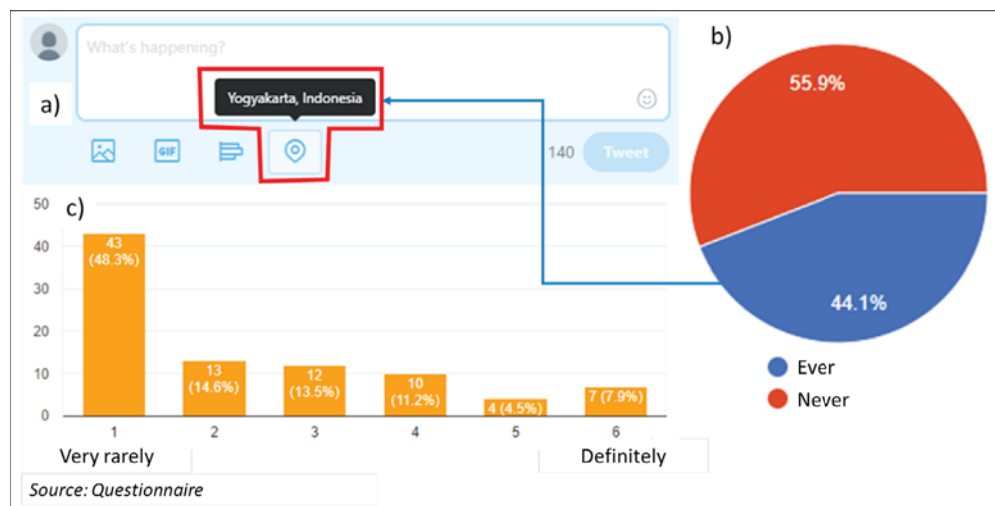 What's happening?
a)
Yogyakarta, Indonesia
GIF
140
Tweet
b)
55.9%
44.1%
Ever
Never
c)
50
40
30
20
10
0
43
(48.3%)
13
(14.6%)
12
(13.5%)
10
(11.2%)
4 (4.5%)
7 (7.9%)
1
2
3
4
5
6
Very rarely
Definitely
Source: Questionnaire